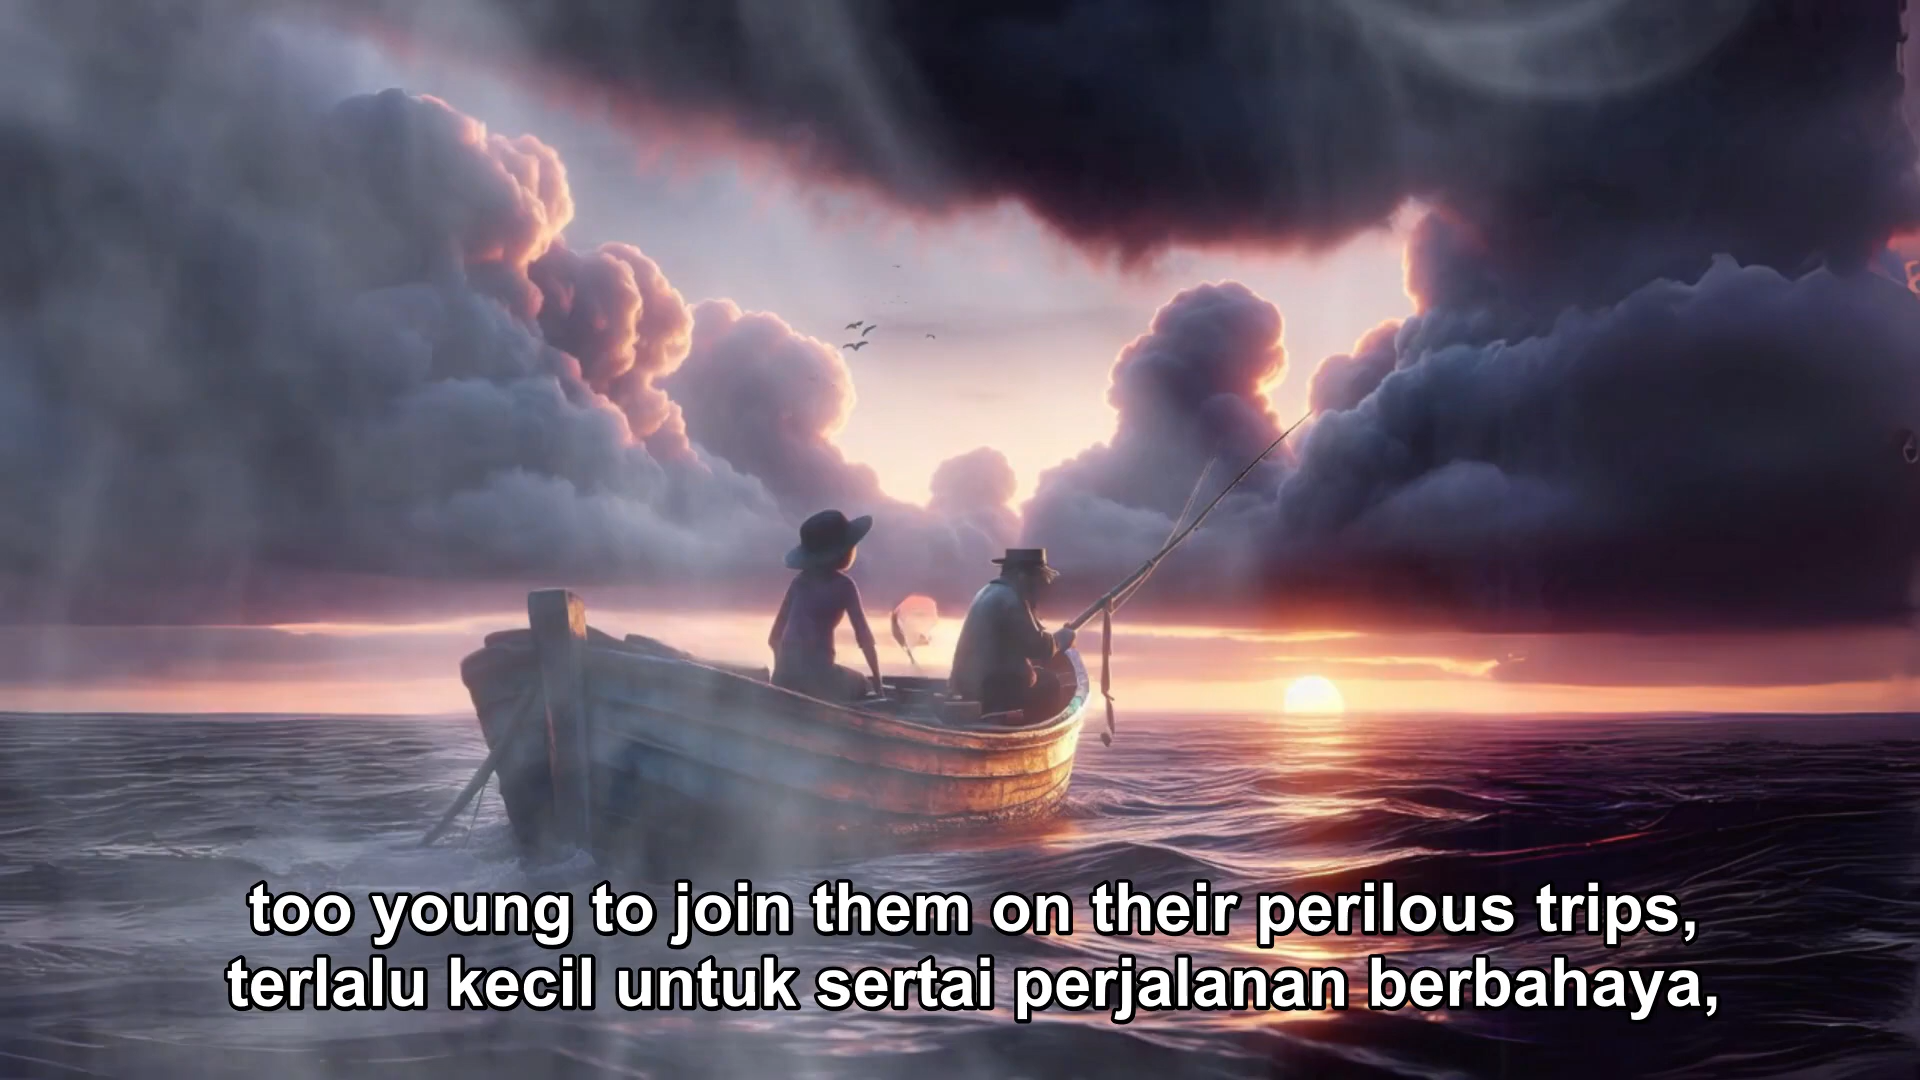 too young to join them on their perilous trips,
terlalu kecil untuk sertai perjalanan berbahaya,